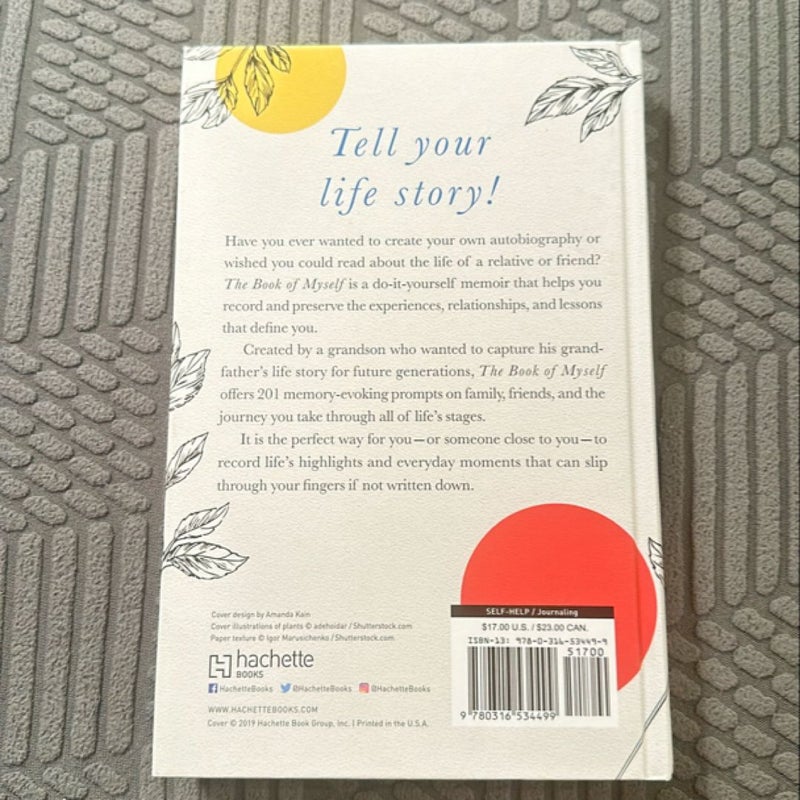 Tell your
life story!
Have you ever wanted to create your own autobiography or
wished you could read about the life of a relative or friend?
The Book of Myself is a do-it-yourself memoir that helps you
record and preserve the experiences, relationships, and lessons
that define you.
Created by a grandson who wanted to capture his grand-
father's life story for future generations, The Book of Myself
offers 201 memory-evoking prompts on family, friends, and the
journey you take through all of life's stages.
It is the perfect way for you—or someone close to you—to
record life's highlights and everyday moments that can slip
through your fingers if not written down.
Cover design by Amanda Kain
Cover illustrations of plants © adehoidar / Shutterstock.com
Paper texture © Igor Marusichenko / Shutterstock.com
hachette
BOOKS
HachetteBooks @HachetteBooks @HachetteBooks
WWW.HACHETTEBOOKS.COM
Cover © 2019 Hachette Book Group, Inc. | Printed in the U.S.A.
SELF-HELP / Journaling
$17.00 U.S. / $23.00 CAN.
ISBN-13: 978-0-316-53449-9
51700
9 780316 534499